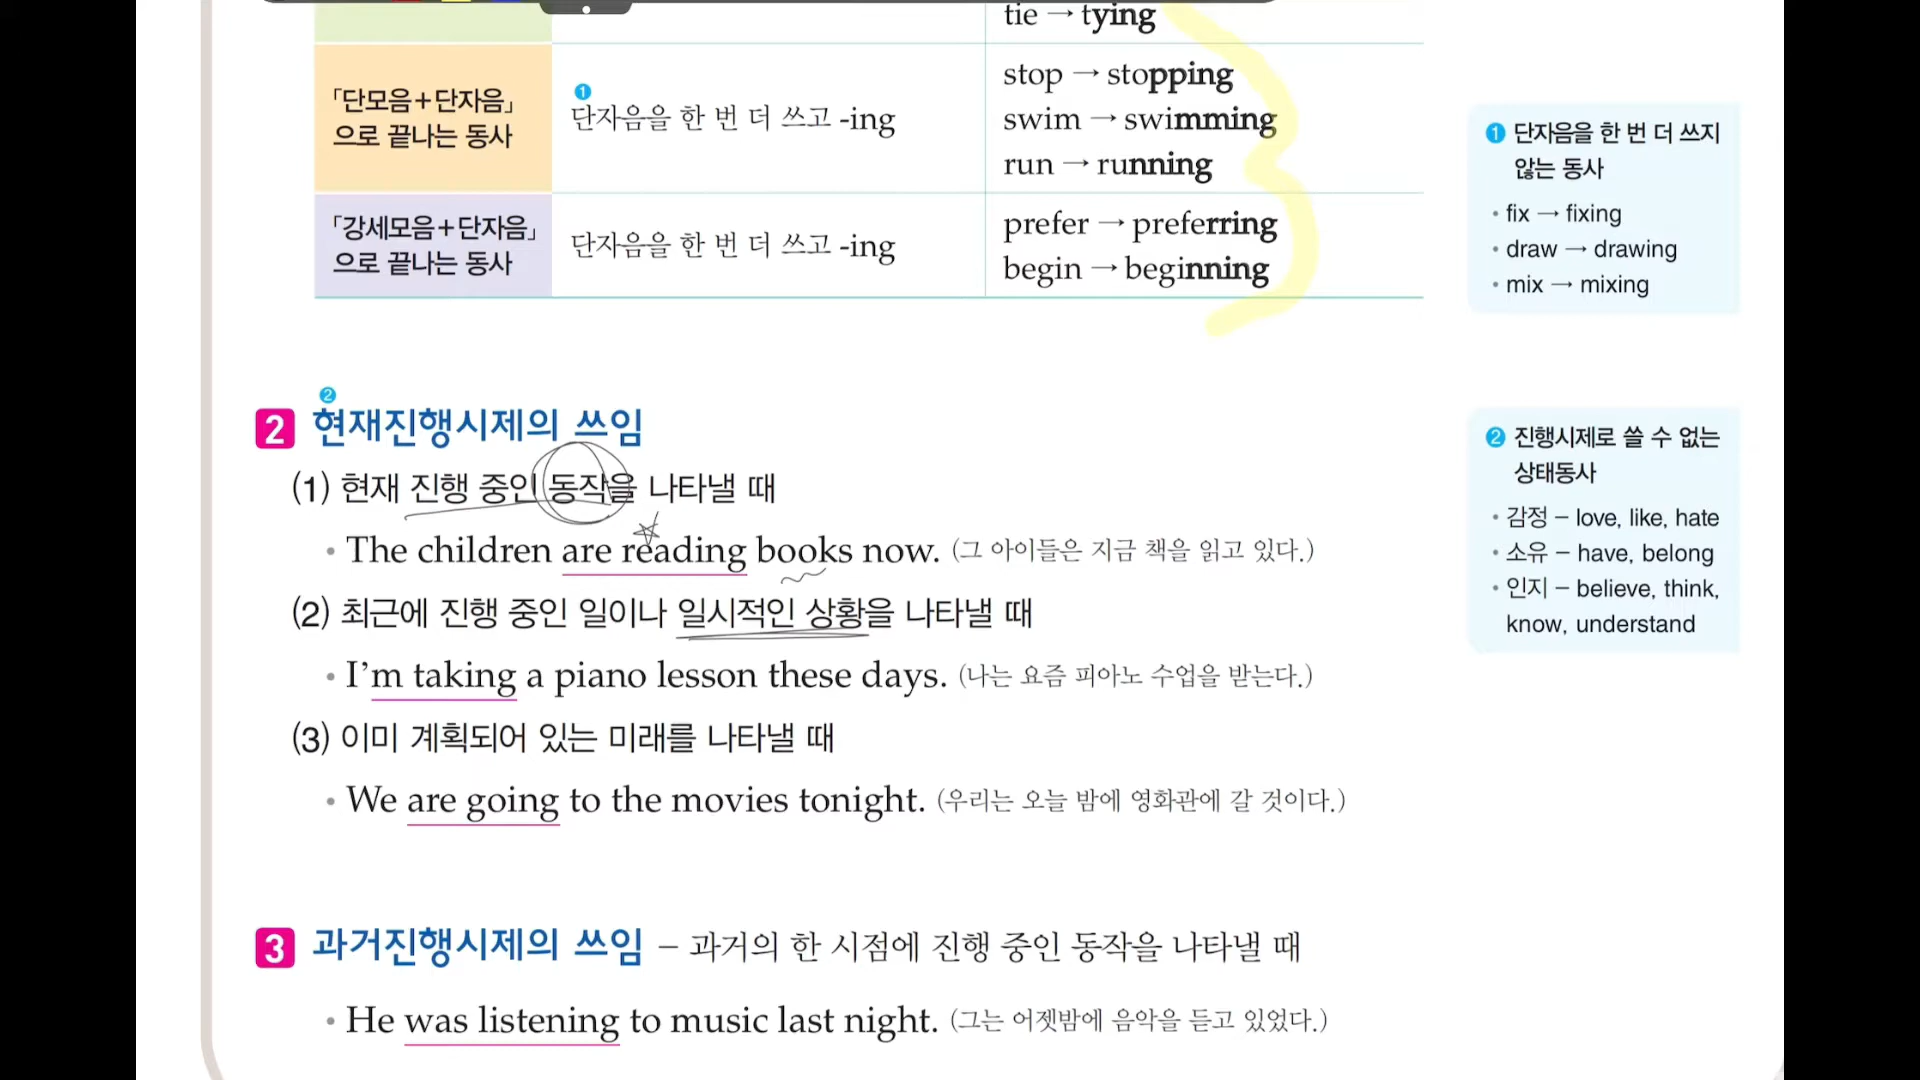 tie → tying
「단모음+단자음」
으로 끝나는 동사
❶
단자음을 한 번 더 쓰고 -ing
stop → stopping
swim → swimming
run → running
「강세모음+단자음」
으로 끝나는 동사
단자음을 한 번 더 쓰고 -ing
prefer → preferring
begin → beginning
❶ 단자음을 한 번 더 쓰지
않는 동사
• fix → fixing
• draw → drawing
• mix → mixing
❷
2 현재진행시제의 쓰임
(1) 현재 진행 중인 동작을 나타낼 때
• The children are reading books now. (그 아이들은 지금 책을 읽고 있다.)
(2) 최근에 진행 중인 일이나 일시적인 상황을 나타낼 때
• I’m taking a piano lesson these days. (나는 요즘 피아노 수업을 받는다.)
(3) 이미 계획되어 있는 미래를 나타낼 때
• We are going to the movies tonight. (우리는 오늘 밤에 영화관에 갈 것이다.)
❷ 진행시제로 쓸 수 없는
상태동사
• 감정 – love, like, hate
• 소유 – have, belong
• 인지 – believe, think,
know, understand
3 과거진행시제의 쓰임 – 과거의 한 시점에 진행 중인 동작을 나타낼 때
• He was listening to music last night. (그는 어젯밤에 음악을 듣고 있었다.)